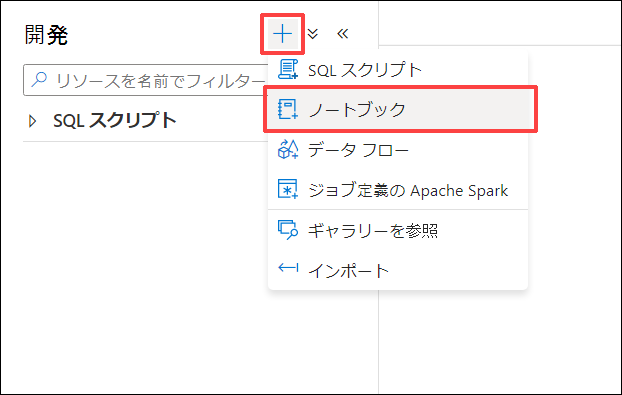 開発
リソースを名前でフィルター
SQL スクリプト
SQL スクリプト
ノートブック
データ フロー
ジョブ定義の Apache Spark
ギャラリーを参照
インポート